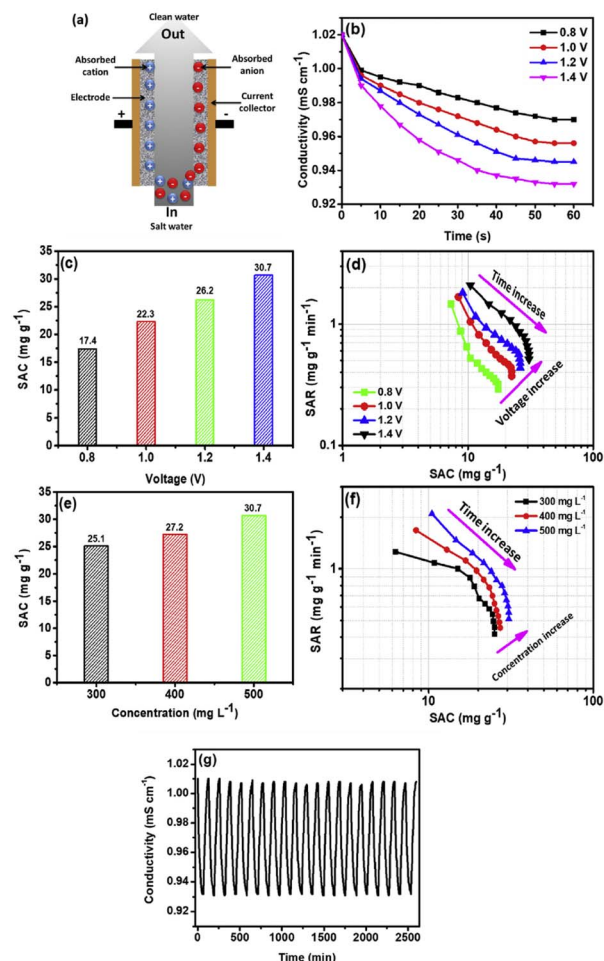 (a)
Clean water
Out
Absorbed cation
Absorbed anion
Electrode
Current collector
+
-
In
Salt water
(b)
Conductivity (mS cm⁻¹)
1.02
1.00
0.98
0.96
0.94
0.92
0 10 20 30 40 50 60
Time (s)
0.8 V
1.0 V
1.2 V
1.4 V
(c)
SAC (mg g⁻¹)
35
30
25
20
15
10
5
0
17.4
22.3
26.2
30.7
0.8 1.0 1.2 1.4
Voltage (V)
(d)
SAR (mg g⁻¹ min⁻¹)
1
0.1
Time increase
Voltage increase
0.8 V
1.0 V
1.2 V
1.4 V
1 10 100
SAC (mg g⁻¹)
(e)
SAC (mg g⁻¹)
35
30
25
20
15
10
5
0
25.1
27.2
30.7
300 400 500
Concentration (mg L⁻¹)
(f)
SAR (mg g⁻¹ min⁻¹)
1
300 mg L⁻¹
400 mg L⁻¹
500 mg L⁻¹
Time increase
Concentration increase
10 100
SAC (mg g⁻¹)
(g)
Conductivity (mS cm⁻¹)
1.02
1.00
0.98
0.96
0.94
0.92
0 500 1000 1500 2000 2500
Time (min)